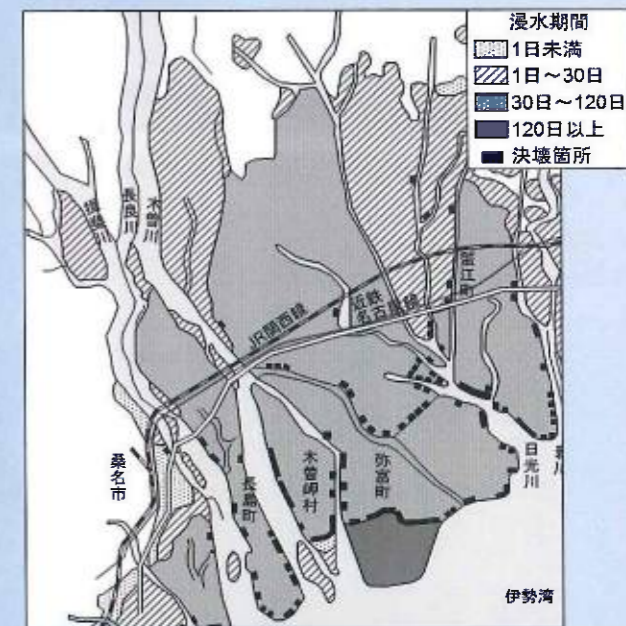 浸水期間
1日未満
1日～30日
30日～120日
120日以上
決壊箇所
揖斐川
長良川
木曽川
蟹江町
JR関西線
近鉄
名古屋線
桑名市
長島町
木曽岬村
弥富町
日光川
新川
伊勢湾